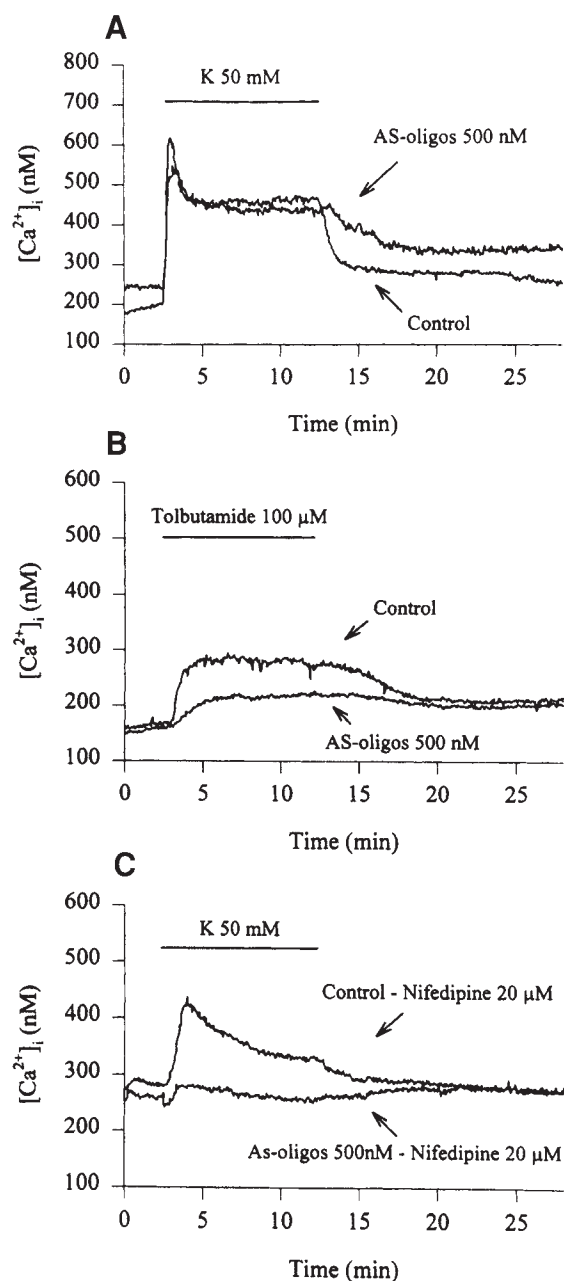 A
800
700
600
500
400
300
200
100
[Ca²⁺]ᵢ (nM)
K 50 mM
AS-oligos 500 nM
Control
0 5 10 15 20 25
Time (min)
B
600
500
400
300
200
100
[Ca²⁺]ᵢ (nM)
Tolbutamide 100 µM
Control
AS-oligos 500 nM
0 5 10 15 20 25
Time (min)
C
600
500
400
300
200
100
[Ca²⁺]ᵢ (nM)
K 50 mM
Control - Nifedipine 20 µM
As-oligos 500nM - Nifedipine 20 µM
0 5 10 15 20 25
Time (min)